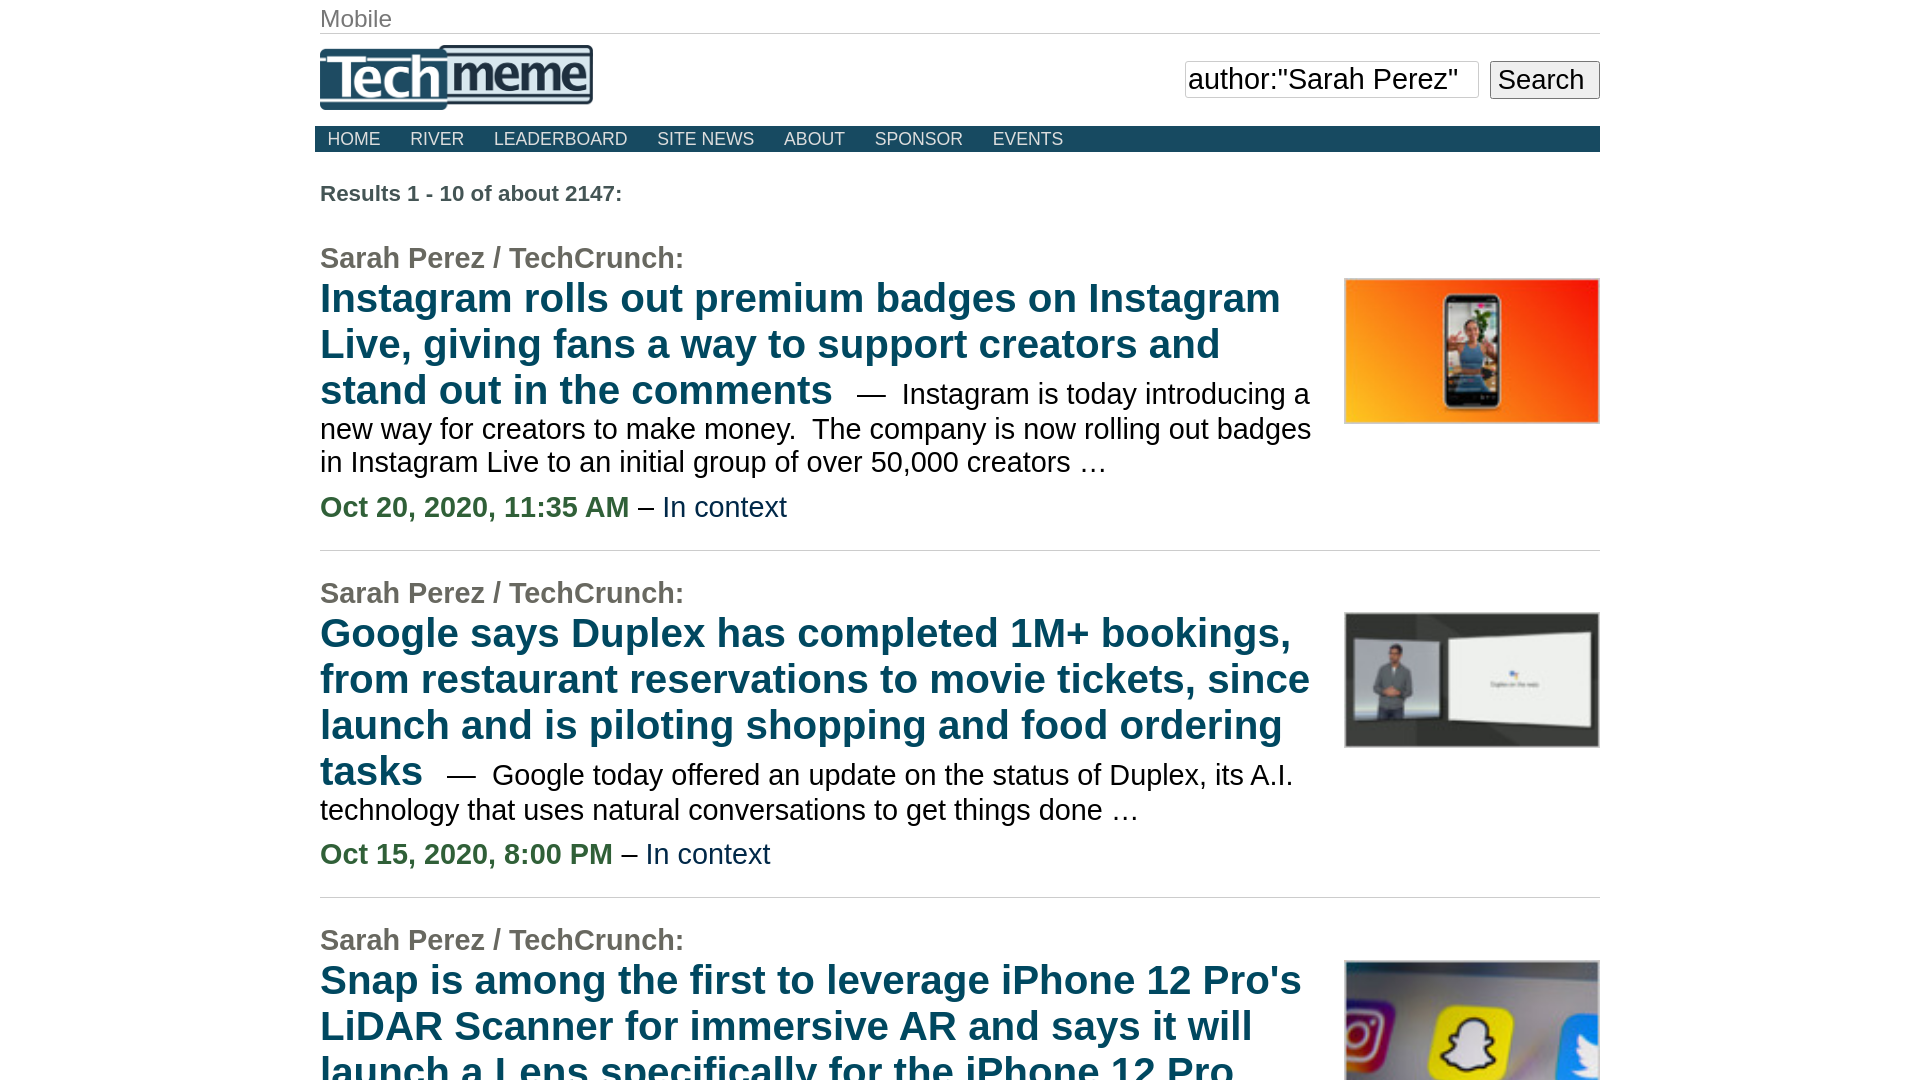 Mobile
Techmeme
author:"Sarah Perez" Search
HOME RIVER LEADERBOARD SITE NEWS ABOUT SPONSOR EVENTS
Results 1 - 10 of about 2147:
Sarah Perez / TechCrunch:
Instagram rolls out premium badges on Instagram
Live, giving fans a way to support creators and
stand out in the comments — Instagram is today introducing a
new way for creators to make money. The company is now rolling out badges
in Instagram Live to an initial group of over 50,000 creators …
Oct 20, 2020, 11:35 AM – In context
Sarah Perez / TechCrunch:
Google says Duplex has completed 1M+ bookings,
from restaurant reservations to movie tickets, since
launch and is piloting shopping and food ordering
tasks — Google today offered an update on the status of Duplex, its A.I.
technology that uses natural conversations to get things done …
Oct 15, 2020, 8:00 PM – In context
Sarah Perez / TechCrunch:
Snap is among the first to leverage iPhone 12 Pro's
LiDAR Scanner for immersive AR and says it will
launch a Lens specifically for the iPhone 12 Pro